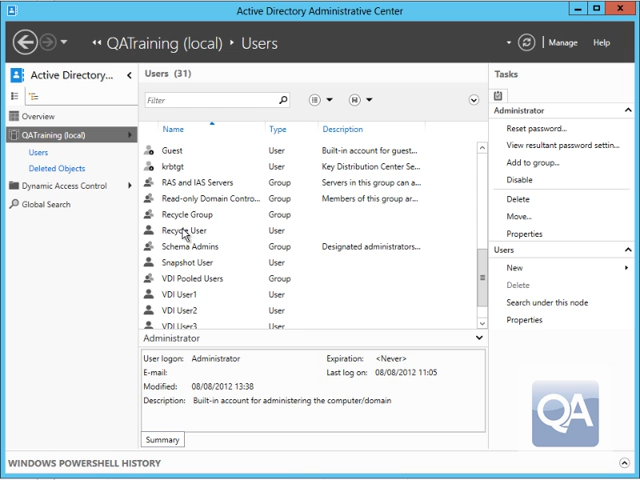 Active Directory Administrative Center
QATraining (local) Users
Manage
Help
Active Directory...
Overview
QATraining (local)
Users
Deleted Objects
Dynamic Access Control
Global Search
Users (31)
Filter
Name Type Description
Guest User Built-in account for guest...
krbtgt User Key Distribution Center Se...
RAS and IAS Servers Group Servers in this group can a...
Read-only Domain Contro... Group Members of this group ar...
Recycle Group Group
Recycle User User
Schema Admins Group Designated administrators...
Snapshot User User
VDI Pooled Users Group
VDI User1 User
VDI User2 User
VDI User3 User
Administrator
User logon: Administrator Expiration: <Never>
E-mail: Last log on: 08/08/2012 11:05
Modified: 08/08/2012 13:38
Description: Built-in account for administering the computer/domain
Summary
Tasks
Administrator
Reset password...
View resultant password settin...
Add to group...
Disable
Delete
Move...
Properties
Users
New
Delete
Search under this node
Properties
QA
WINDOWS POWERSHELL HISTORY